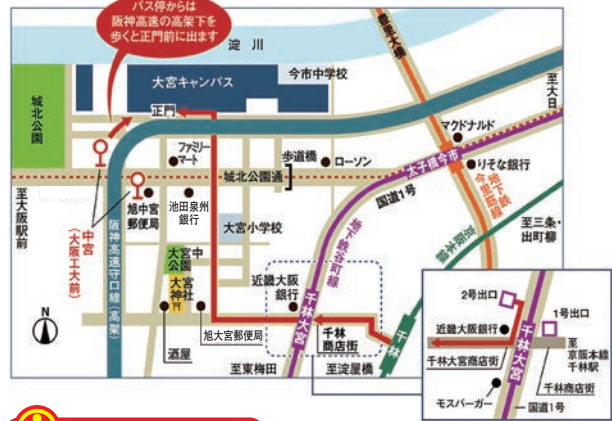 バス停からは
阪神高速の高架下を
歩くと正門前に出ます
淀川
豊里大橋
大宮キャンパス
今市中学校
至大日
城北公園
正門
マクドナルド
ファミリー
マート
歩道橋
ローソン
太子橋今市
りそな銀行
城北公園通
国道1号
地下鉄
今里筋線
至大阪駅前
旭中宮
郵便局
池田泉州
銀行
中宮
(大阪工大前)
阪神高速守口線(高架)
大宮小学校
地下鉄谷町線
京阪本線
至三条・
出町柳
大宮中
公園
大宮
神社
近畿大阪
銀行
千林大宮
千林
商店街
千林
N
酒屋
旭大宮郵便局
至東梅田
至淀屋橋
2号出口
1号出口
近畿大阪銀行
至
京阪本線
千林駅
千林大宮商店街
千林大宮
千林商店街
モスバーガー
国道1号